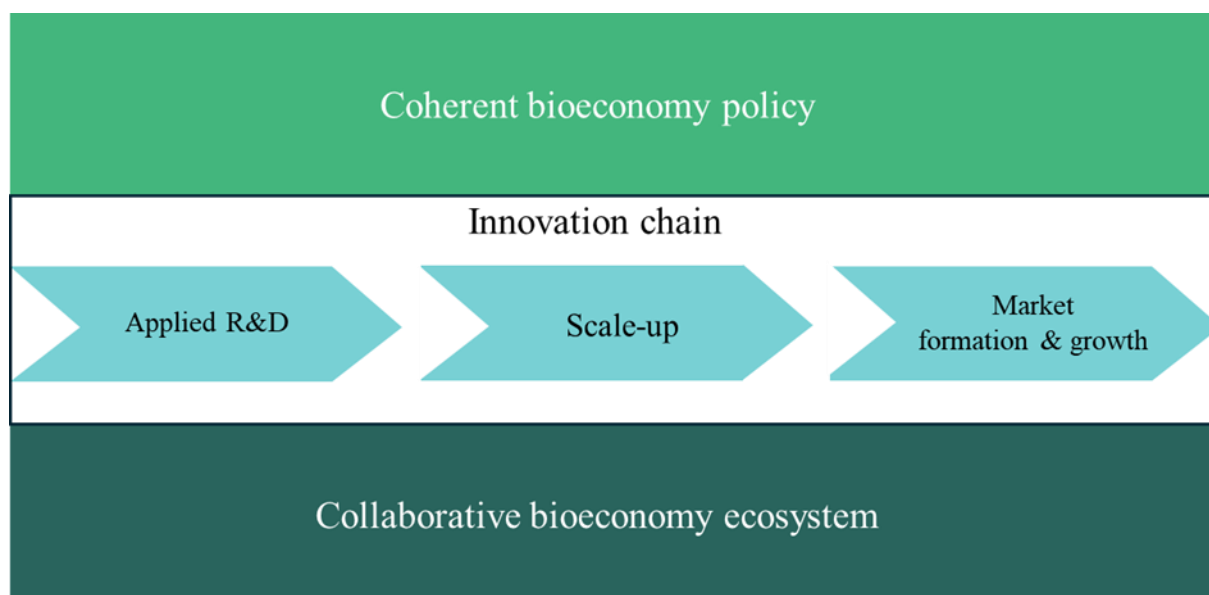 Coherent bioeconomy policy
Innovation chain
Applied R&D
Scale-up
Market
formation & growth
Collaborative bioeconomy ecosystem